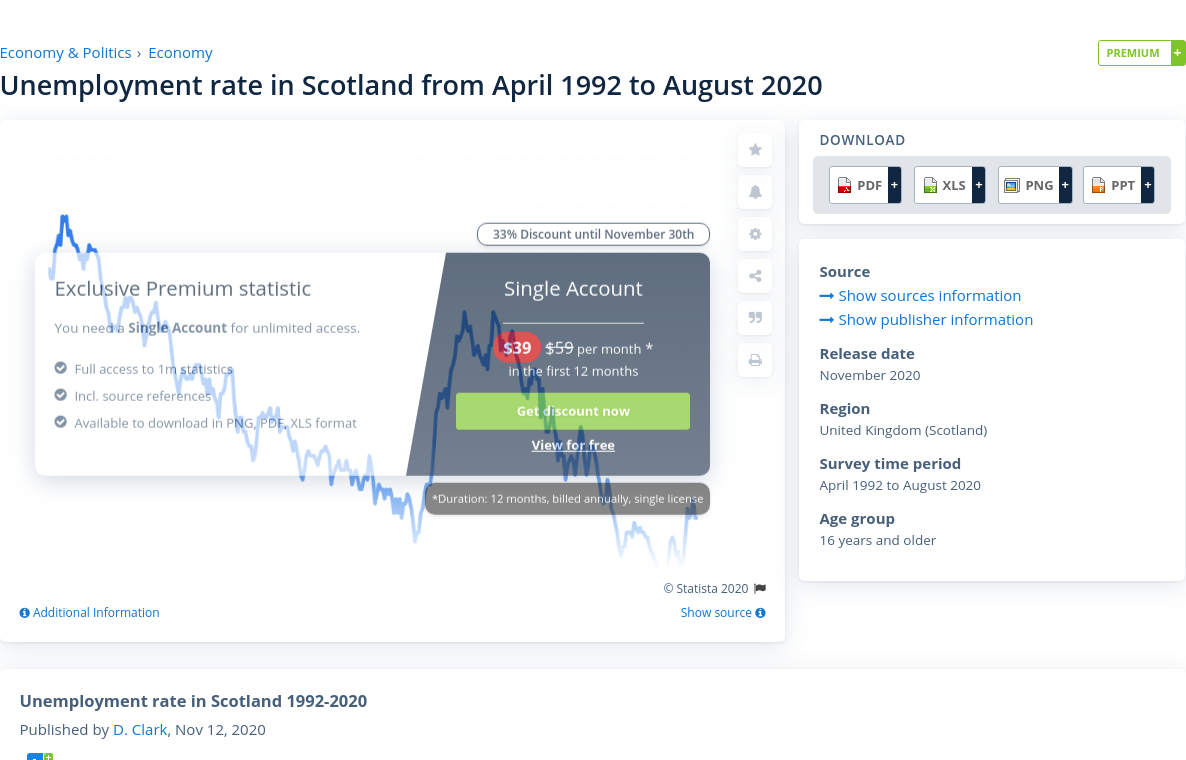 Economy & Politics › Economy
PREMIUM +
Unemployment rate in Scotland from April 1992 to August 2020
33% Discount until November 30th
Exclusive Premium statistic
You need a Single Account for unlimited access.
Full access to 1m statistics
Incl. source references
Available to download in PNG, PDF, XLS format
Single Account
$39 $59 per month *
in the first 12 months
Get discount now
View for free
*Duration: 12 months, billed annually, single license
© Statista 2020
Additional Information
Show source
DOWNLOAD
PDF + XLS + PNG + PPT +
Source
Show sources information
Show publisher information
Release date
November 2020
Region
United Kingdom (Scotland)
Survey time period
April 1992 to August 2020
Age group
16 years and older
Unemployment rate in Scotland 1992-2020
Published by D. Clark, Nov 12, 2020